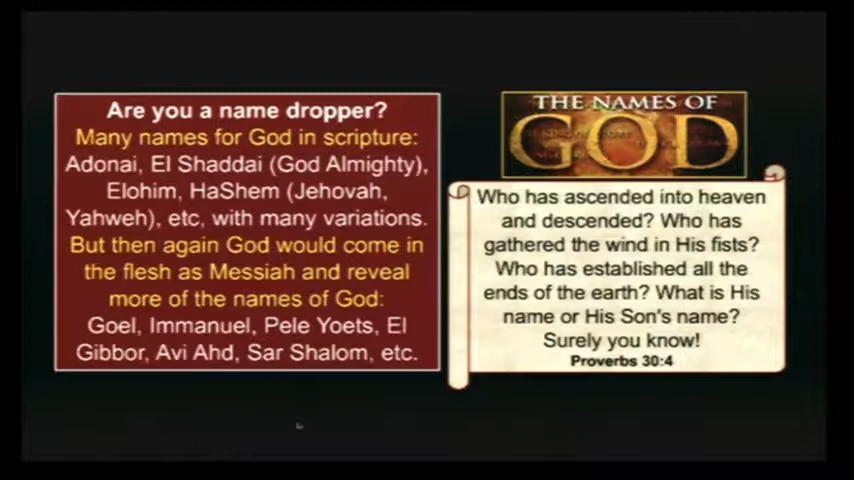 Are you a name dropper?
Many names for God in scripture:
Adonai, El Shaddai (God Almighty),
Elohim, HaShem (Jehovah,
Yahweh), etc, with many variations.
But then again God would come in
the flesh as Messiah and reveal
more of the names of God:
Goel, Immanuel, Pele Yoets, El
Gibbor, Avi Ahd, Sar Shalom, etc.
THE NAMES OF
GOD
Who has ascended into heaven
and descended? Who has
gathered the wind in His fists?
Who has established all the
ends of the earth? What is His
name or His Son's name?
Surely you know!
Proverbs 30:4